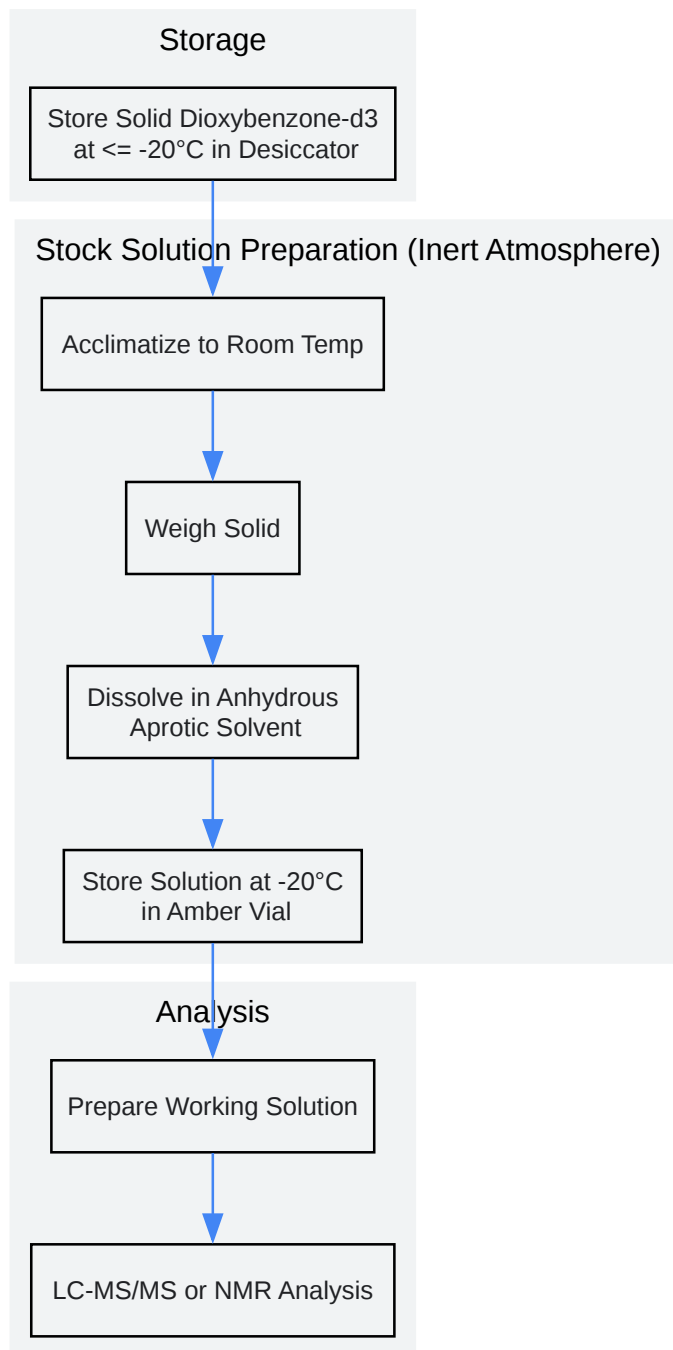 Storage
Store Solid Dioxybenzone-d3
at <= -20°C in Desiccator
Stock Solution Preparation (Inert Atmosphere)
Acclimatize to Room Temp
Weigh Solid
Dissolve in Anhydrous
Aprotic Solvent
Store Solution at -20°C
in Amber Vial
Analysis
Prepare Working Solution
LC-MS/MS or NMR Analysis